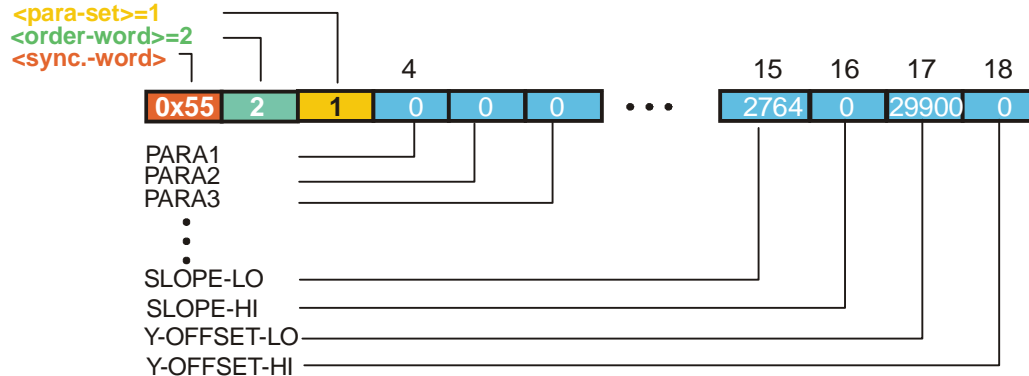 <para-set>=1
<order-word>=2
<sync.-word>
4 15 16 17 18
0x55 2 1 0 0 0 ••• 2764 0 29900 0
PARA1
PARA2
PARA3
SLOPE-LO
SLOPE-HI
Y-OFFSET-LO
Y-OFFSET-HI